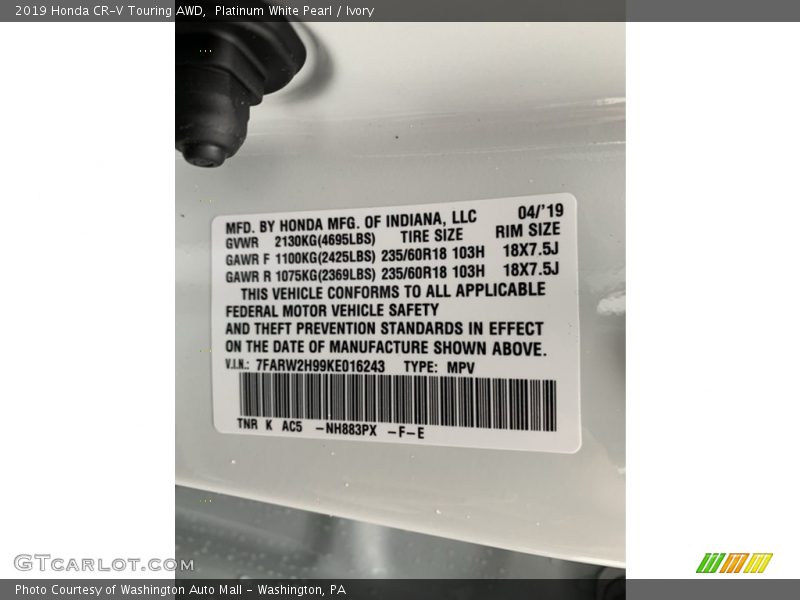 2019 Honda CR-V Touring AWD, Platinum White Pearl / Ivory
MFD. BY HONDA MFG. OF INDIANA, LLC 04/'19
GVWR 2130KG(4695LBS) TIRE SIZE RIM SIZE
GAWR F 1100KG(2425LBS) 235/60R18 103H 18X7.5J
GAWR R 1075KG(2369LBS) 235/60R18 103H 18X7.5J
THIS VEHICLE CONFORMS TO ALL APPLICABLE
FEDERAL MOTOR VEHICLE SAFETY
AND THEFT PREVENTION STANDARDS IN EFFECT
ON THE DATE OF MANUFACTURE SHOWN ABOVE.
V.I.N.: 7FARW2H99KE016243 TYPE: MPV
TNR K AC5 -NH883PX -F-E
GTCARLOT.COM
Photo Courtesy of Washington Auto Mall - Washington, PA